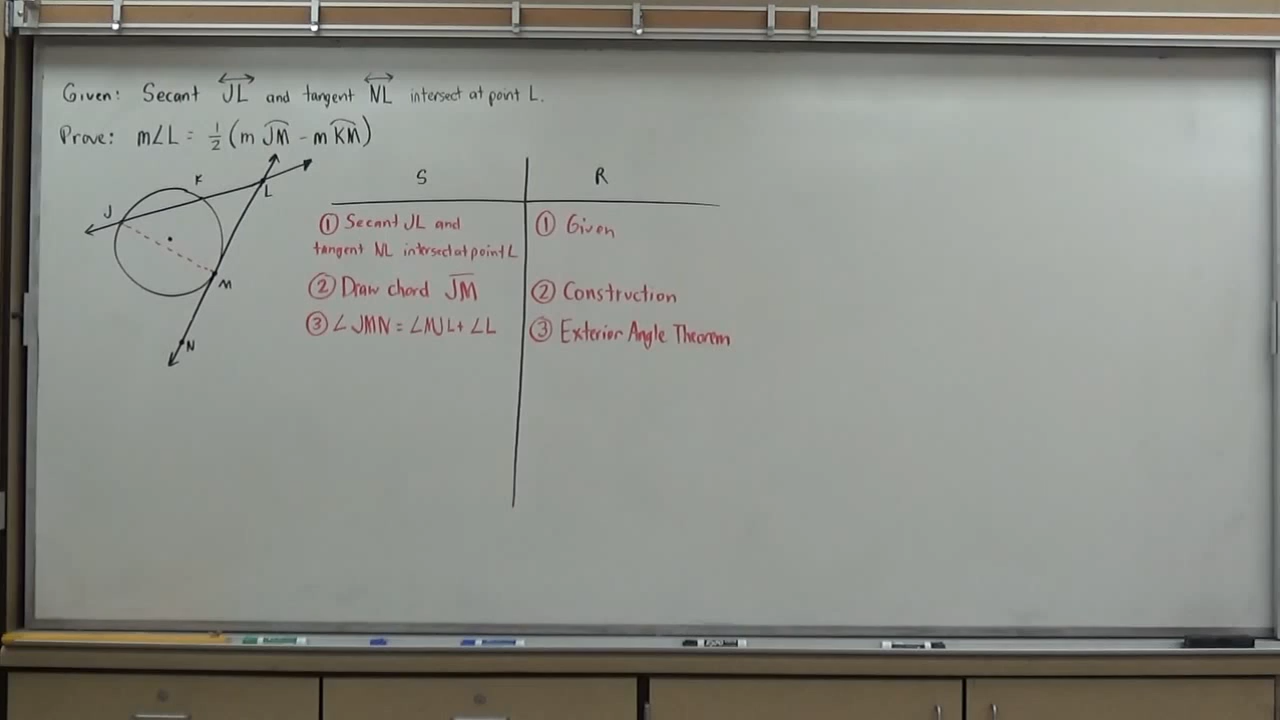 Given: Secant JL and tangent NL intersect at point L.
Prove: m∠L = 1/2 (m JM - m KM)
S R
K
L
J
M
N
① Secant JL and
tangent NL intersect at point L
① Given
② Draw chord JM
② Construction
③ ∠JMN = ∠MJL + ∠L
③ Exterior Angle Theorem